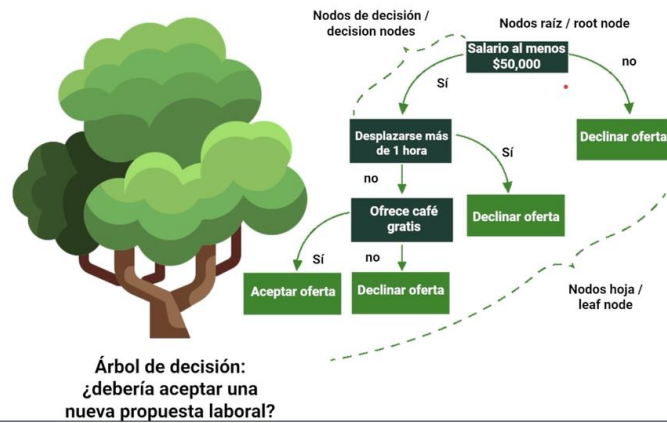 Nodos de decisión /
decision nodes
Nodos raíz / root node
Salario al menos
$50,000
no
Sí
Desplazarse más
de 1 hora
Declinar oferta
Sí
no
Ofrece café
gratis
Declinar oferta
Sí
no
Aceptar oferta
Declinar oferta
Nodos hoja /
leaf node
Árbol de decisión:
¿debería aceptar una
nueva propuesta laboral?